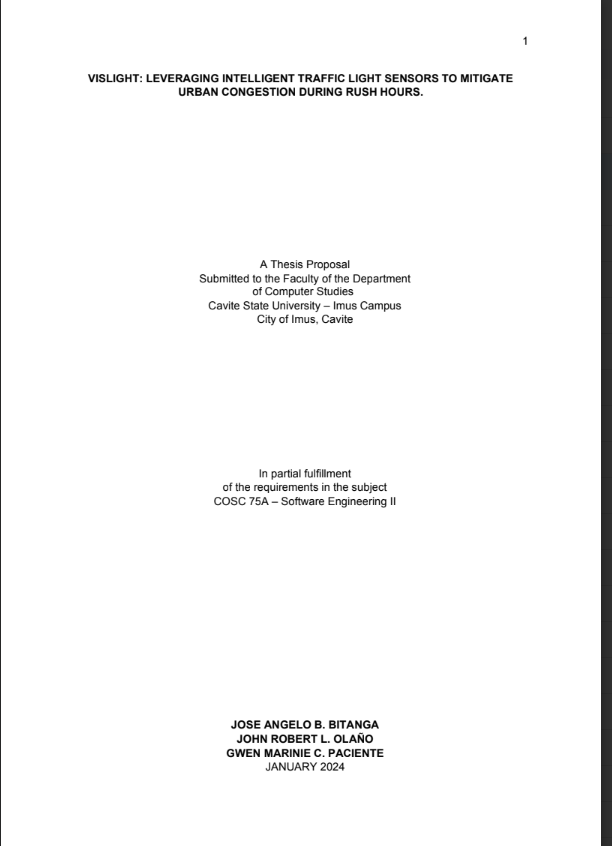 1
VISLIGHT: LEVERAGING INTELLIGENT TRAFFIC LIGHT SENSORS TO MITIGATE
URBAN CONGESTION DURING RUSH HOURS.
A Thesis Proposal
Submitted to the Faculty of the Department
of Computer Studies
Cavite State University – Imus Campus
City of Imus, Cavite
In partial fulfillment
of the requirements in the subject
COSC 75A – Software Engineering II
JOSE ANGELO B. BITANGA
JOHN ROBERT L. OLAÑO
GWEN MARINIE C. PACIENTE
JANUARY 2024